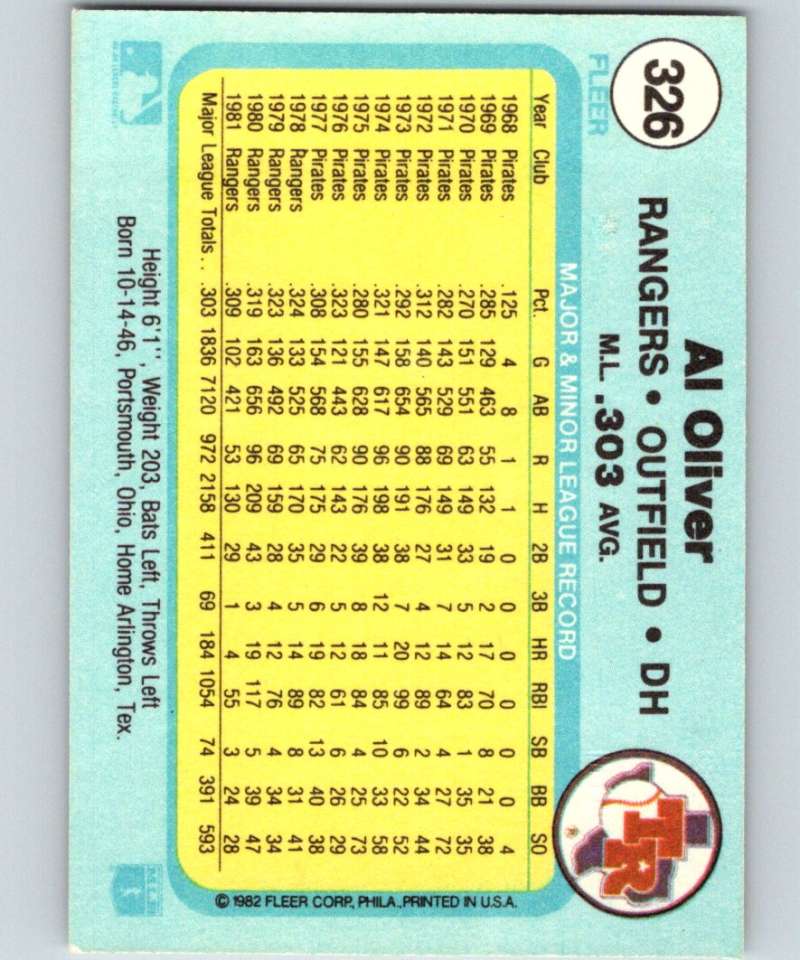 326
FLEER
Al Oliver
RANGERS • OUTFIELD • DH
M.L. .303 AVG.
MAJOR & MINOR LEAGUE RECORD
Year Club Pct. G AB R H 2B 3B HR RBI SB BB SO
1968 Pirates .125 4 8 1 1 0 0 0 0 0 0 4
1969 Pirates .285 129 463 55 132 19 2 17 70 8 21 38
1970 Pirates .270 151 551 63 149 33 5 12 83 1 35 35
1971 Pirates .282 143 529 69 149 31 7 14 64 4 27 72
1972 Pirates .312 140 565 88 176 27 4 12 89 2 34 44
1973 Pirates .292 158 654 90 191 38 7 20 99 6 22 52
1974 Pirates .321 147 617 96 198 38 12 11 85 10 33 58
1975 Pirates .280 155 628 90 176 39 8 18 84 4 25 73
1976 Pirates .323 121 443 62 143 22 5 12 61 6 26 29
1977 Pirates .308 154 568 75 175 29 6 19 82 13 40 38
1978 Rangers .324 133 525 65 170 35 5 14 89 8 31 41
1979 Rangers .323 136 492 69 159 28 4 12 76 4 34 34
1980 Rangers .319 163 656 96 209 43 3 19 117 5 39 47
1981 Rangers .309 102 421 53 130 29 1 4 55 3 24 28
Major League Totals . . .303 1836 7120 972 2158 411 69 184 1054 74 391 593
Height 6'1'', Weight 203, Bats Left, Throws Left
Born 10-14-46, Portsmouth, Ohio, Home Arlington, Tex.
TR
®
© 1982 FLEER CORP., PHILA., PRINTED IN U.S.A.